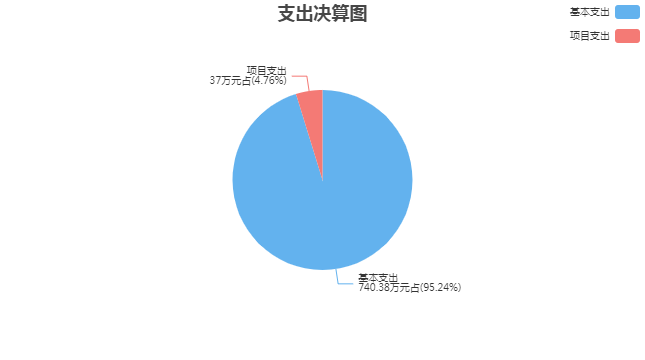 支出决算图
基本支出
项目支出
项目支出
37万元占(4.76%)
基本支出
740.38万元占(95.24%)